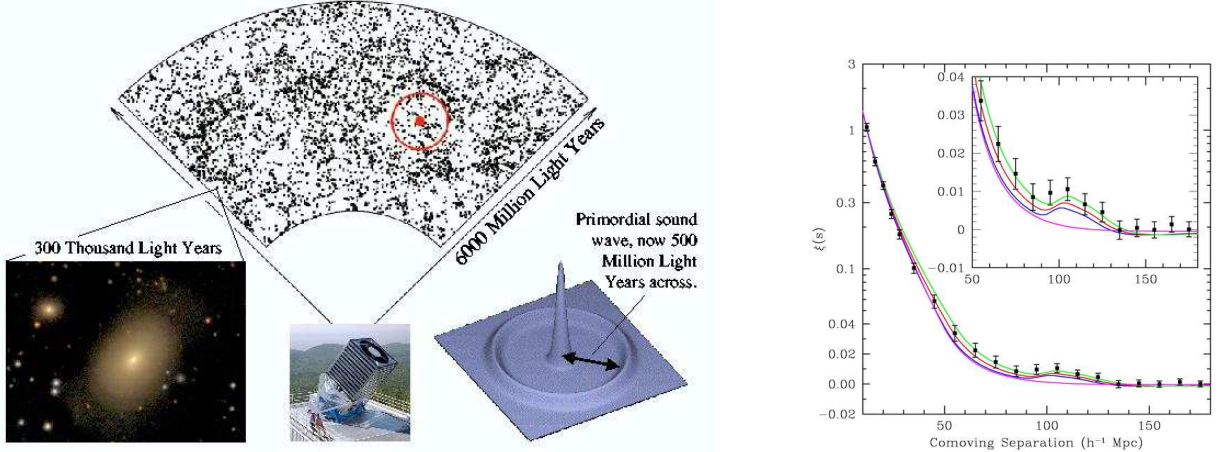 6000 Million Light Years
300 Thousand Light Years
Primordial sound
wave, now 500
Million Light
Years across.
3
1
0.3
0.1
0.04
0.02
0.00
−0.02
ξ(s)
50
100
150
Comoving Separation (h⁻¹ Mpc)
0.04
0.03
0.02
0.01
0
−0.01
50
100
150